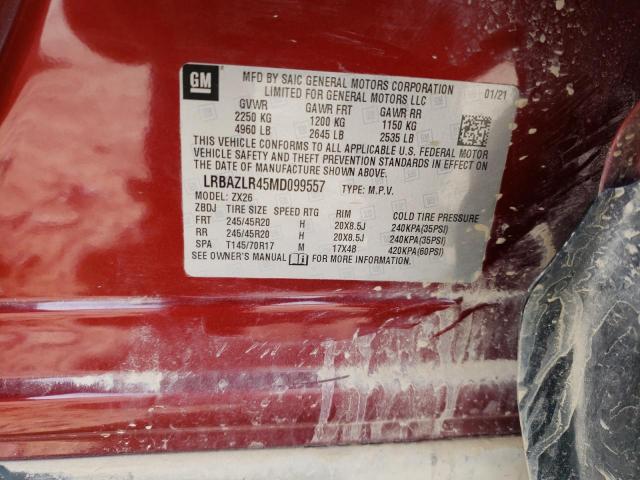 GM
MFD BY SAIC GENERAL MOTORS CORPORATION
LIMITED FOR GENERAL MOTORS LLC
01/21
GVWR GAWR FRT GAWR RR
2250 KG 1200 KG 1150 KG
4960 LB 2645 LB 2535 LB
THIS VEHICLE CONFORMS TO ALL APPLICABLE U.S. FEDERAL MOTOR
VEHICLE SAFETY AND THEFT PREVENTION STANDARDS IN EFFECT ON
THE DATE OF MANUFACTURE SHOWN ABOVE.
LRBAZLR45MD099557 TYPE: M.P.V.
MODEL: ZX26
ZBDJ TIRE SIZE SPEED RTG RIM COLD TIRE PRESSURE
FRT 245/45R20 H 20X8.5J 240KPA(35PSI)
RR 245/45R20 H 20X8.5J 240KPA(35PSI)
SPA T145/70R17 M 17X4B 420KPA(60PSI)
SEE OWNER'S MANUAL FOR MORE INFORMATION.